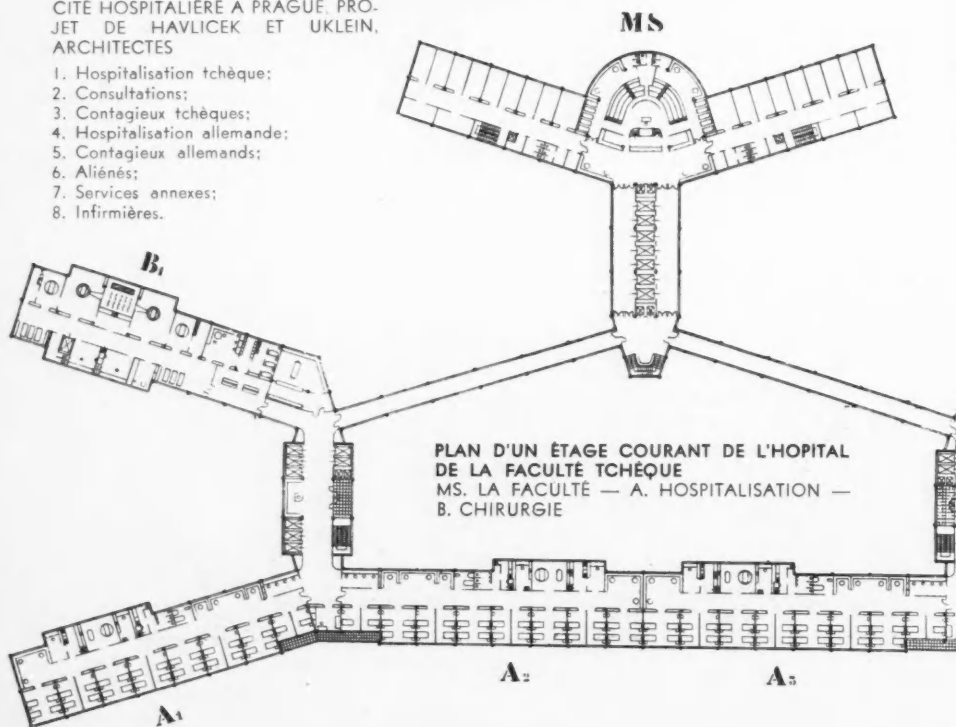 CITÉ HOSPITALIÈRE A PRAGUE. PRO-
JET DE HAVLICEK ET UKLEIN,
ARCHITECTES
1. Hospitalisation tchèque;
2. Consultations;
3. Contagieux tchèques;
4. Hospitalisation allemande;
5. Contagieux allemands;
6. Aliénés;
7. Services annexes;
8. Infirmières.
MS
B1
PLAN D'UN ÉTAGE COURANT DE L'HOPITAL
DE LA FACULTÉ TCHÈQUE
MS. LA FACULTÉ — A. HOSPITALISATION —
B. CHIRURGIE
A1
A2
A3